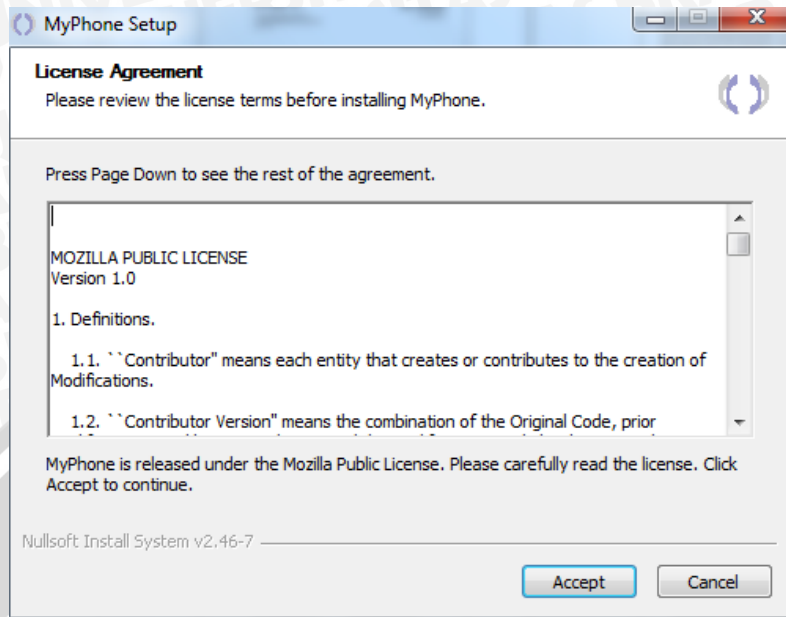 MyPhone Setup
License Agreement
Please review the license terms before installing MyPhone.
Press Page Down to see the rest of the agreement.
MOZILLA PUBLIC LICENSE
Version 1.0
1. Definitions.
1.1. ``Contributor" means each entity that creates or contributes to the creation of
Modifications.
1.2. ``Contributor Version" means the combination of the Original Code, prior
MyPhone is released under the Mozilla Public License. Please carefully read the license. Click
Accept to continue.
Nullsoft Install System v2.46-7
Accept
Cancel